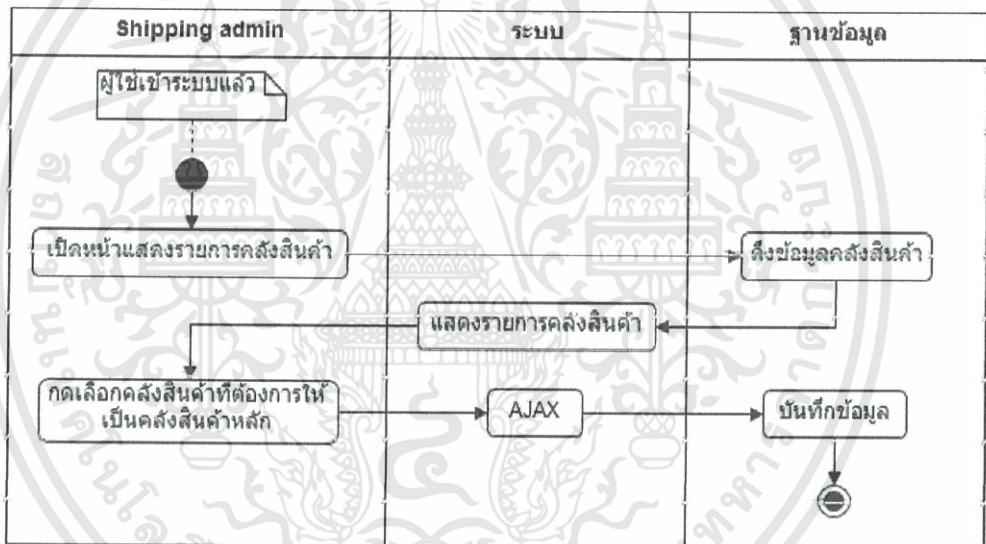 Shipping admin
ระบบ
ฐานข้อมูล
ผู้ใช้เข้าระบบแล้ว
เปิดหน้าแสดงรายการคลังสินค้า
ดึงข้อมูลคลังสินค้า
แสดงรายการคลังสินค้า
กดเลือกคลังสินค้าที่ต้องการให้
เป็นคลังสินค้าหลัก
AJAX
บันทึกข้อมูล